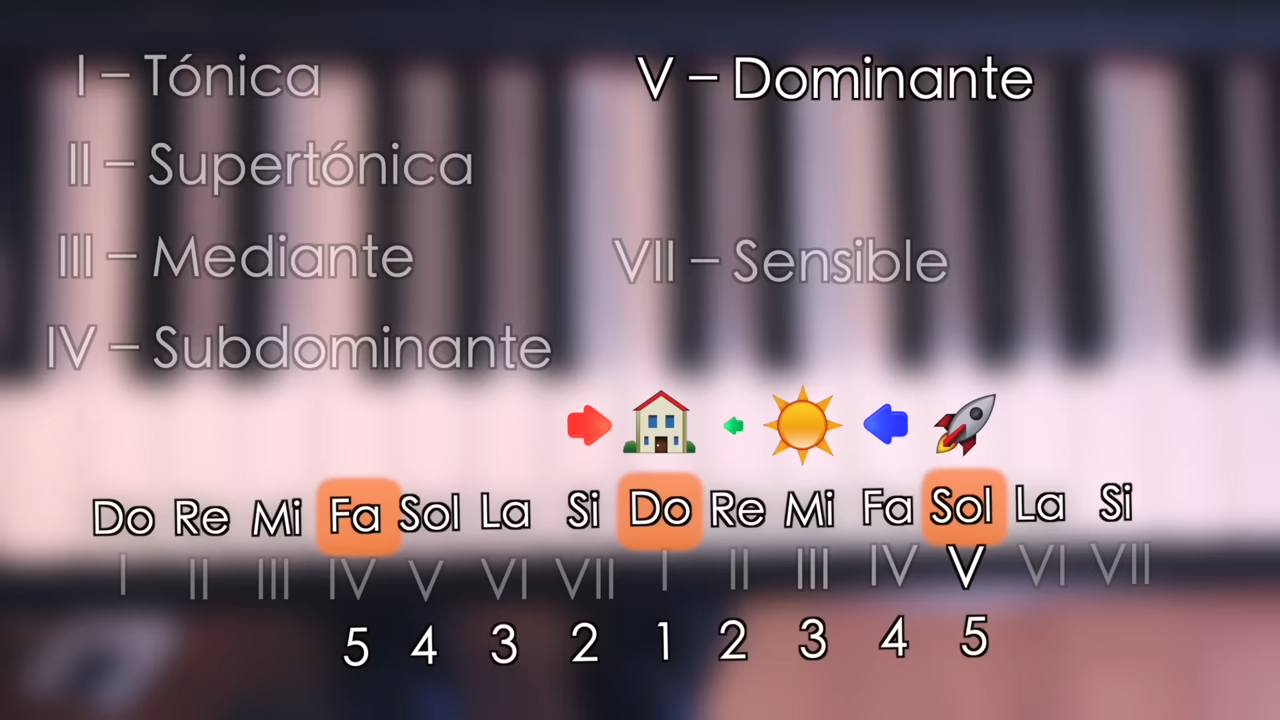 I – Tónica
II – Supertónica
III – Mediante
IV – Subdominante
V – Dominante
VII – Sensible
Do Re Mi Fa Sol La Si Do Re Mi Fa Sol La Si
I II III IV V VI VII I II III IV V VI VII
5 4 3 2 1 2 3 4 5